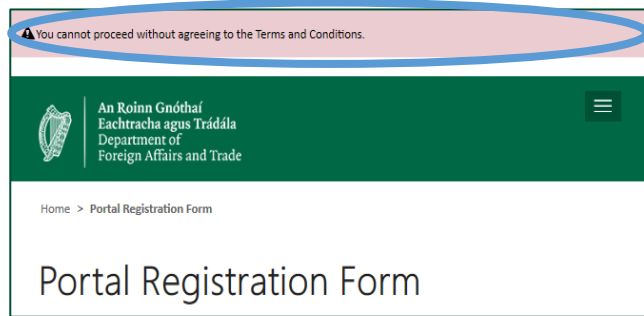 You cannot proceed without agreeing to the Terms and Conditions.
An Roinn Gnóthaí
Eachtracha agus Trádála
Department of
Foreign Affairs and Trade
Home > Portal Registration Form
Portal Registration Form